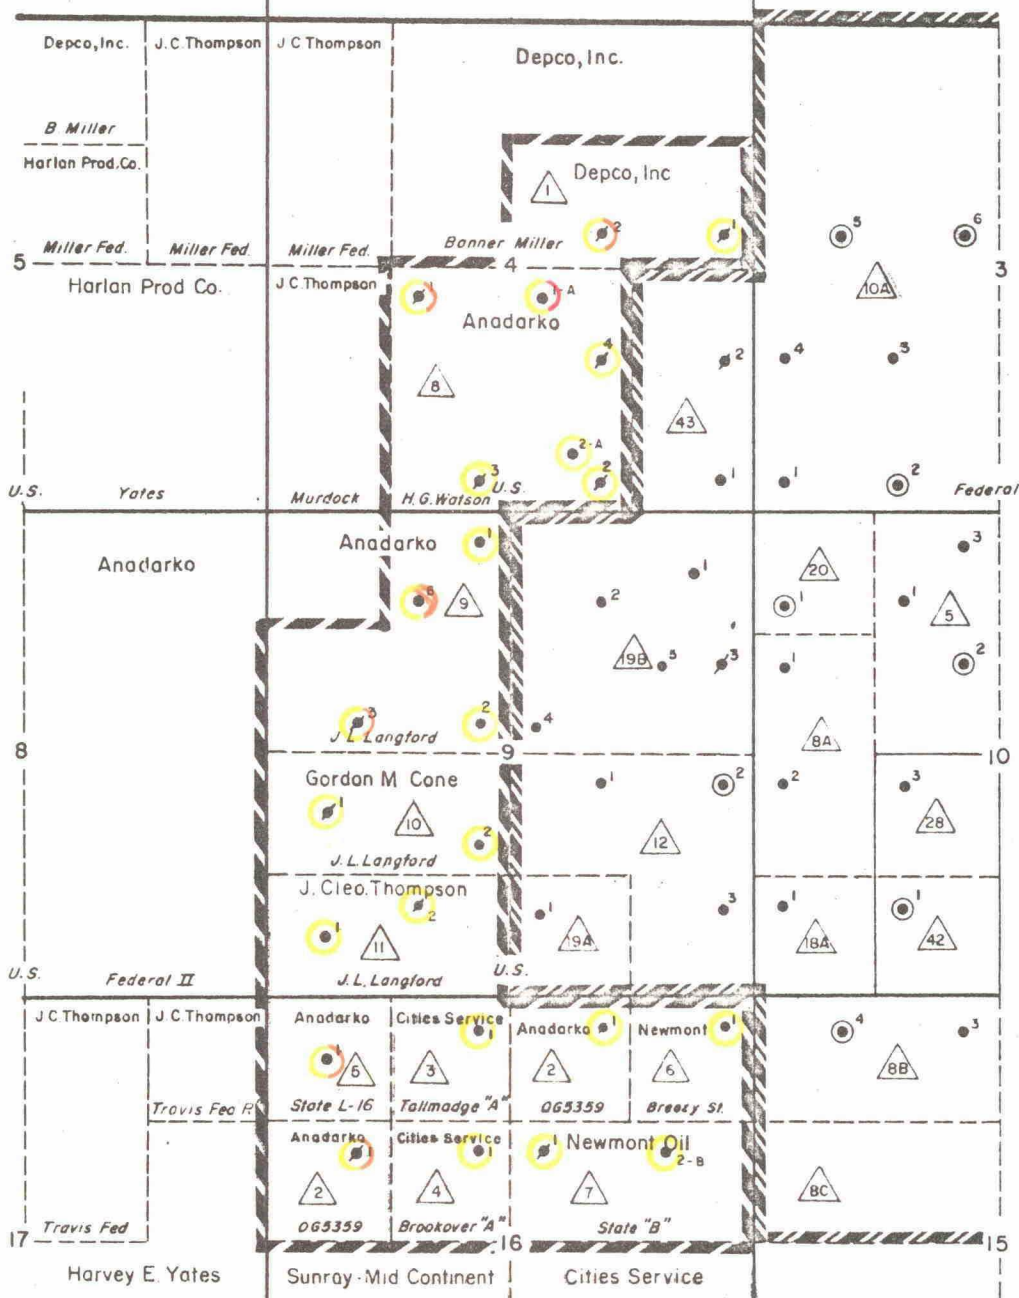 Depco, Inc.
J.C. Thompson
J C Thompson
Depco, Inc.
B. Miller
Harlan Prod. Co.
1
Depco, Inc
2
1
5
6
Miller Fed.
Miller Fed.
Miller Fed.
Bonner Miller
5
4
3
10A
Harlan Prod Co.
J.C. Thompson
1
1-A
Anadarko
4
2
4
3
8
43
2-A
3
2
1
1
2
U.S.
Yates
Murdock
H.G. Watson
U.S.
Federal
Anadarko
Anadarko
1
9
2
1
20
1
3
1
5
2
19B
5
3
1
3
2
4
J.L. Langford
8
9
10
8A
Gordon M Cone
1
10
2
J.L. Langford
1
2
2
3
28
12
J. Cleo. Thompson
2
1
11
1
19A
3
1
18A
1
42
U.S.
Federal II
J.L. Langford
U.S.
J C Thompson
J.C. Thompson
Anadarko
Cities Service
1
Anadarko
1
Newmont
1
4
3
3
2
6
8B
State L-16
Tallmadge "A"
OG5359
Breezy St.
Anadarko
1
Cities Service
1
1
Newmont Oil
2-B
2
4
7
8C
Travis Fed
OG5359
Brookover "A"
State "B"
17
16
15
Harvey E. Yates
Sunray-Mid Continent
Cities Service